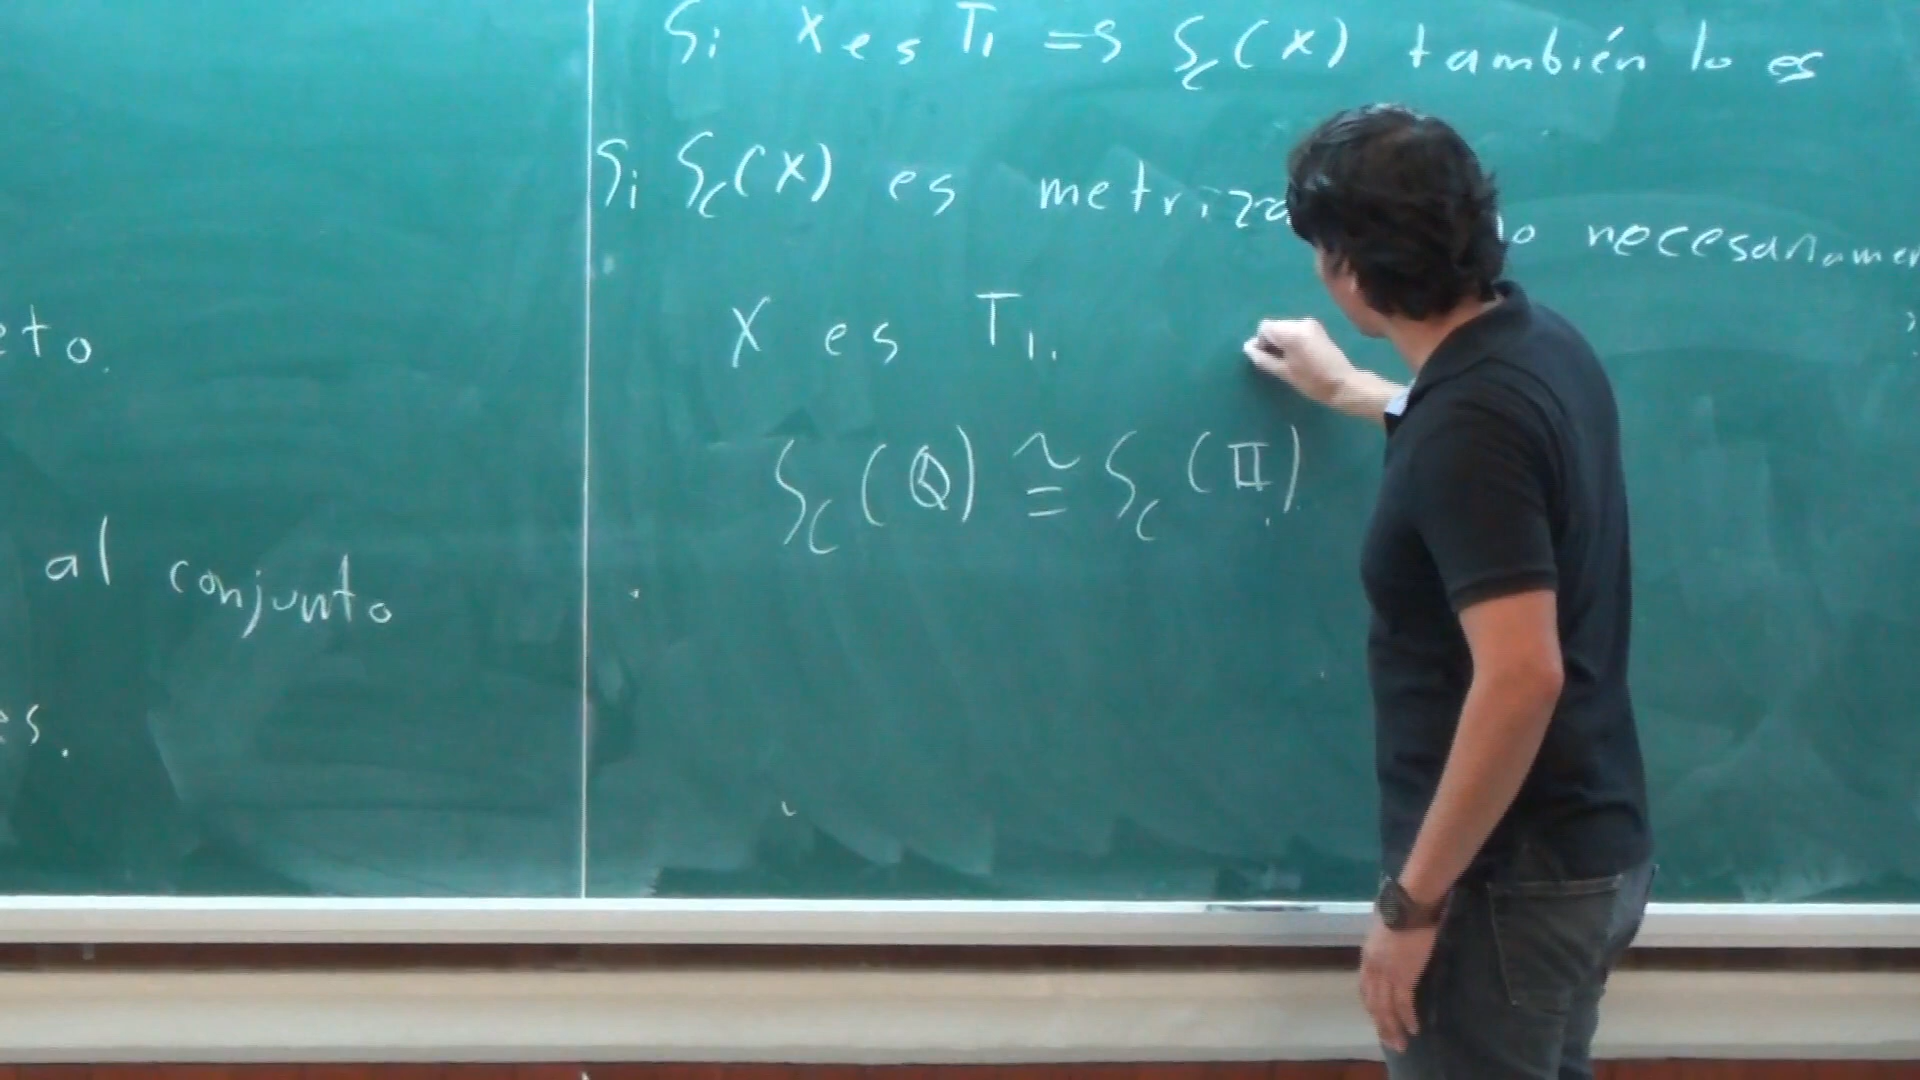 eto.
al conjunto
es.
Si X es T₁ ⇒ S_c(X) también lo es
Si S_c(X) es metriza lo necesariamen
X es T₁.
S_c(ℚ) ≅ S_c(𝕀)